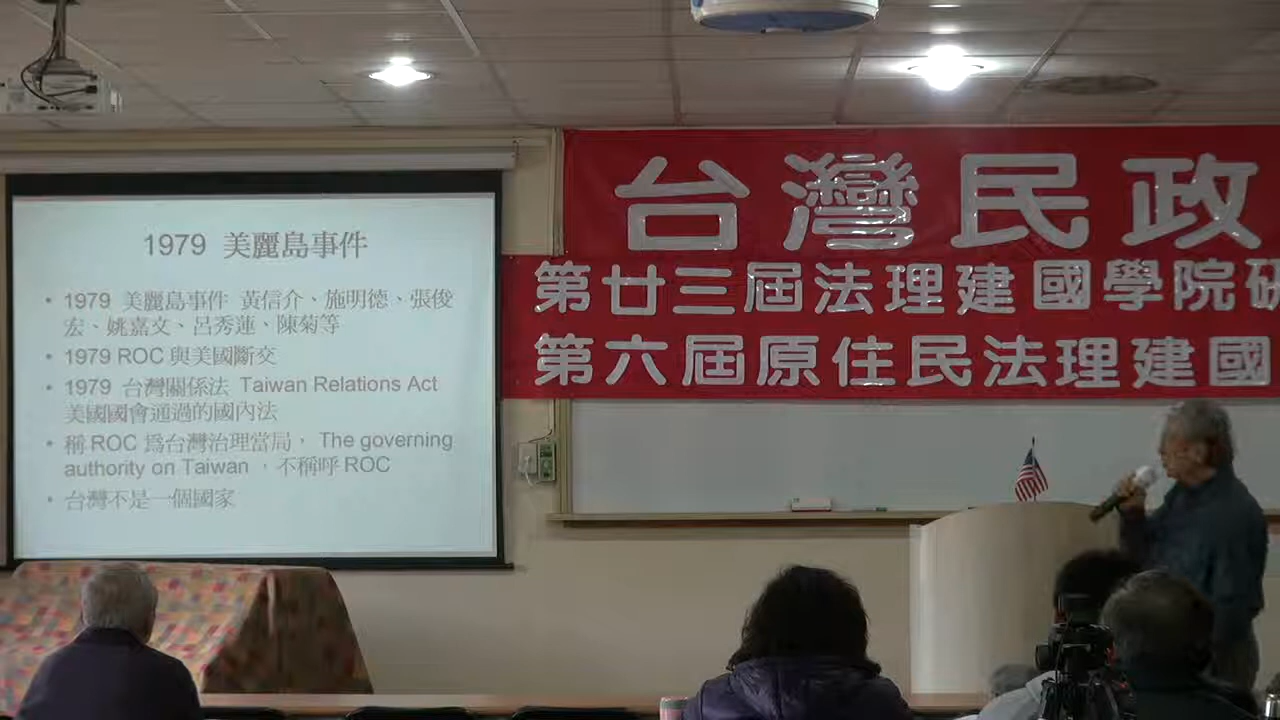 1979 美麗島事件
• 1979 美麗島事件 黃信介、施明德、張俊
宏、姚嘉文、呂秀蓮、陳菊等
• 1979 ROC 與美國斷交
• 1979 台灣關係法 Taiwan Relations Act
美國國會通過的國內法
• 稱 ROC 為台灣治理當局， The governing
authority on Taiwan ，不稱呼 ROC
• 台灣不是一個國家
台灣民政
第廿三屆法理建國學院研
第六屆原住民法理建國